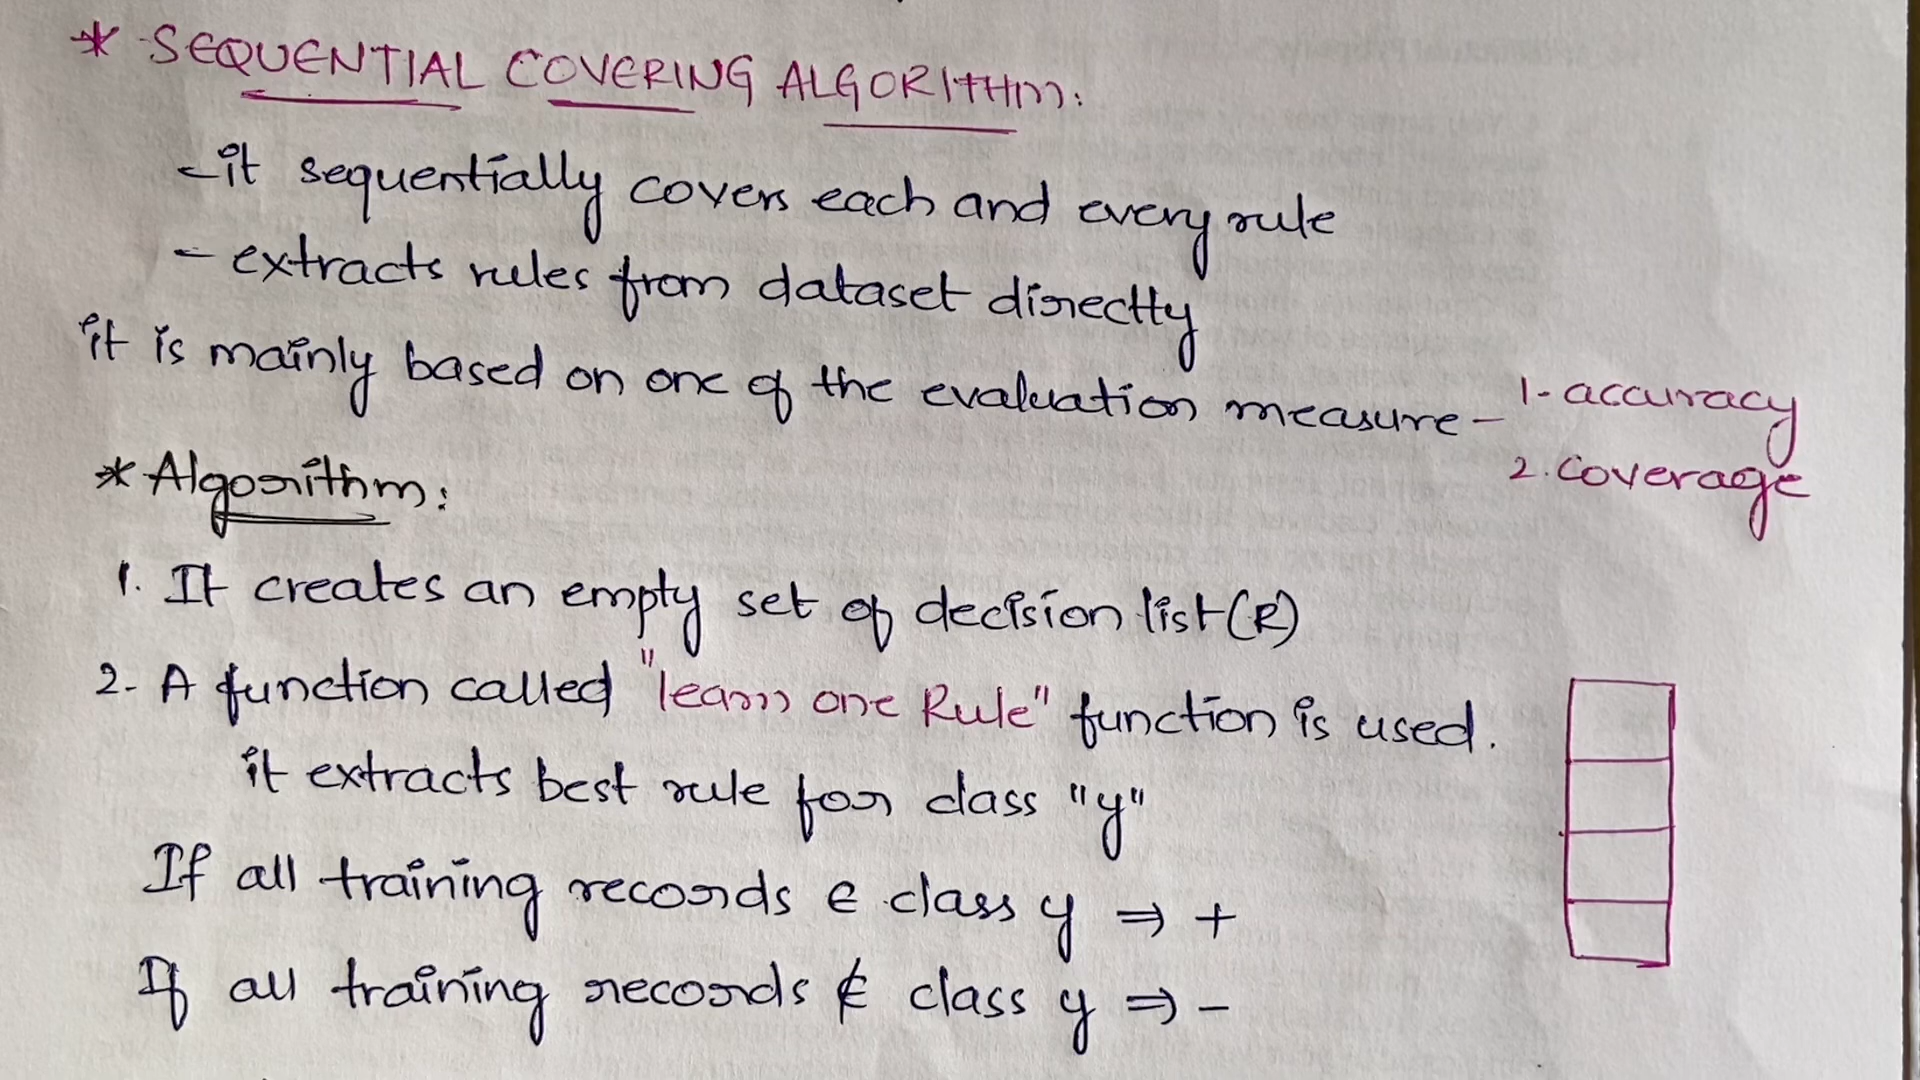 * SEQUENTIAL COVERING ALGORITHM:
- it sequentially covers each and every rule
- extracts rules from dataset directly
it is mainly based on one of the evaluation measure - 1. accuracy
2. coverage
* Algorithm:
1. It creates an empty set of decision list (R)
2. A function called "learn one Rule" function is used.
it extracts best rule for class "y"
If all training records ∈ class y ⇒ +
If all training records ∉ class y ⇒ -